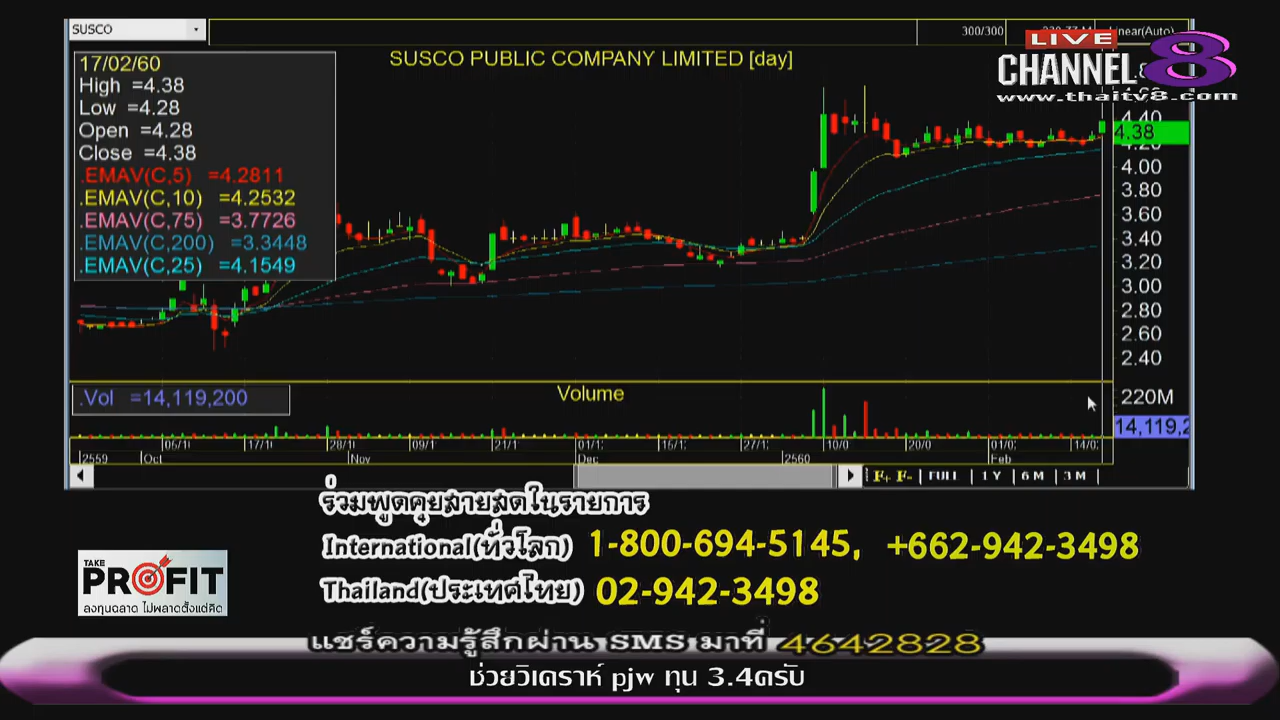 SUSCO
300/300
LIVE
CHANNEL 8
www.thaitv8.com
SUSCO PUBLIC COMPANY LIMITED [day]
17/02/60
High =4.38
Low =4.28
Open =4.28
Close =4.38
.EMAV(C,5) =4.2811
.EMAV(C,10) =4.2532
.EMAV(C,75) =3.7726
.EMAV(C,200) =3.3448
.EMAV(C,25) =4.1549
4.40
4.38
4.20
4.00
3.80
3.60
3.40
3.20
3.00
2.80
2.60
2.40
.Vol =14,119,200
Volume
220M
14,119,2
2559 Oct Nov Dec 2560 Feb
F+ F- FULL 1 Y 6 M 3 M
ร่วมพูดคุยสายสดในรายการ
International(ทั่วโลก) 1-800-694-5145, +662-942-3498
Thailand(ประเทศไทย) 02-942-3498
TAKE
PROFIT
ลงทุนฉลาด ไม่พลาดตั้งแต่คิด
แชร์ความรู้สึกผ่าน SMS มาที่ 4642828
ช่วยวิเคราห์ pjw ทุน 3.4ครับ